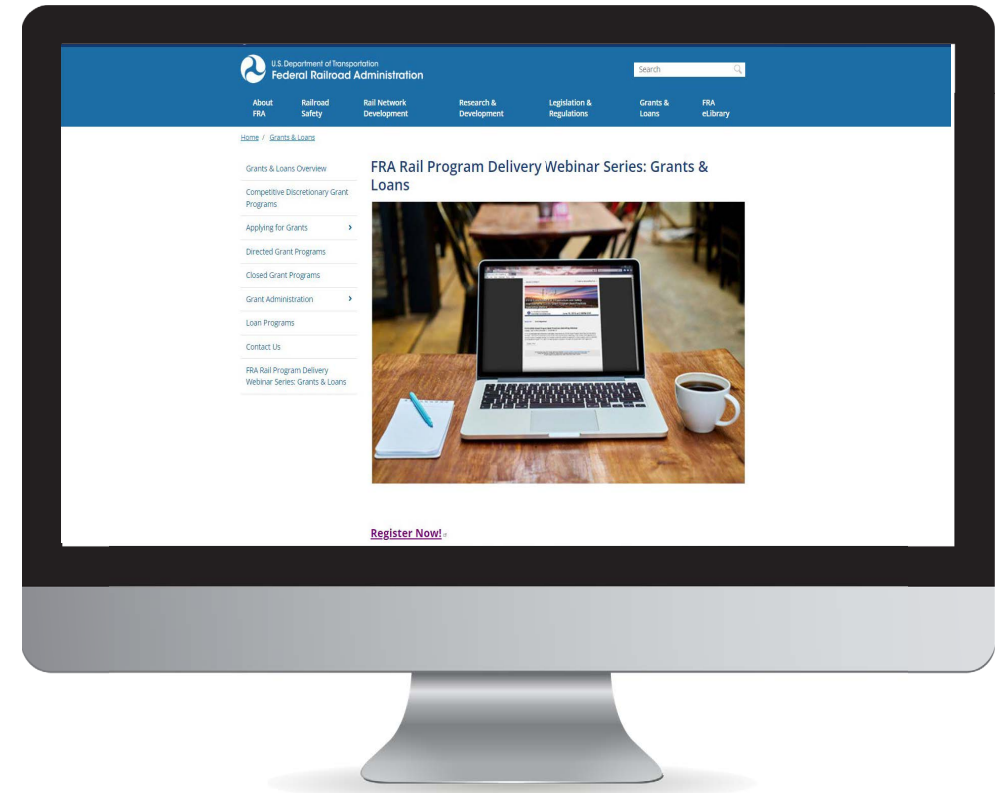 U.S. Department of Transportation
Federal Railroad Administration
Search
About
FRA
Railroad
Safety
Rail Network
Development
Research &
Development
Legislation &
Regulations
Grants &
Loans
FRA
eLibrary
Home / Grants & Loans
Grants & Loans Overview
Competitive Discretionary Grant
Programs
Applying for Grants
Directed Grant Programs
Closed Grant Programs
Grant Administration
Loan Programs
Contact Us
FRA Rail Program Delivery
Webinar Series: Grants & Loans
FRA Rail Program Delivery Webinar Series: Grants &
Loans
Register Now!